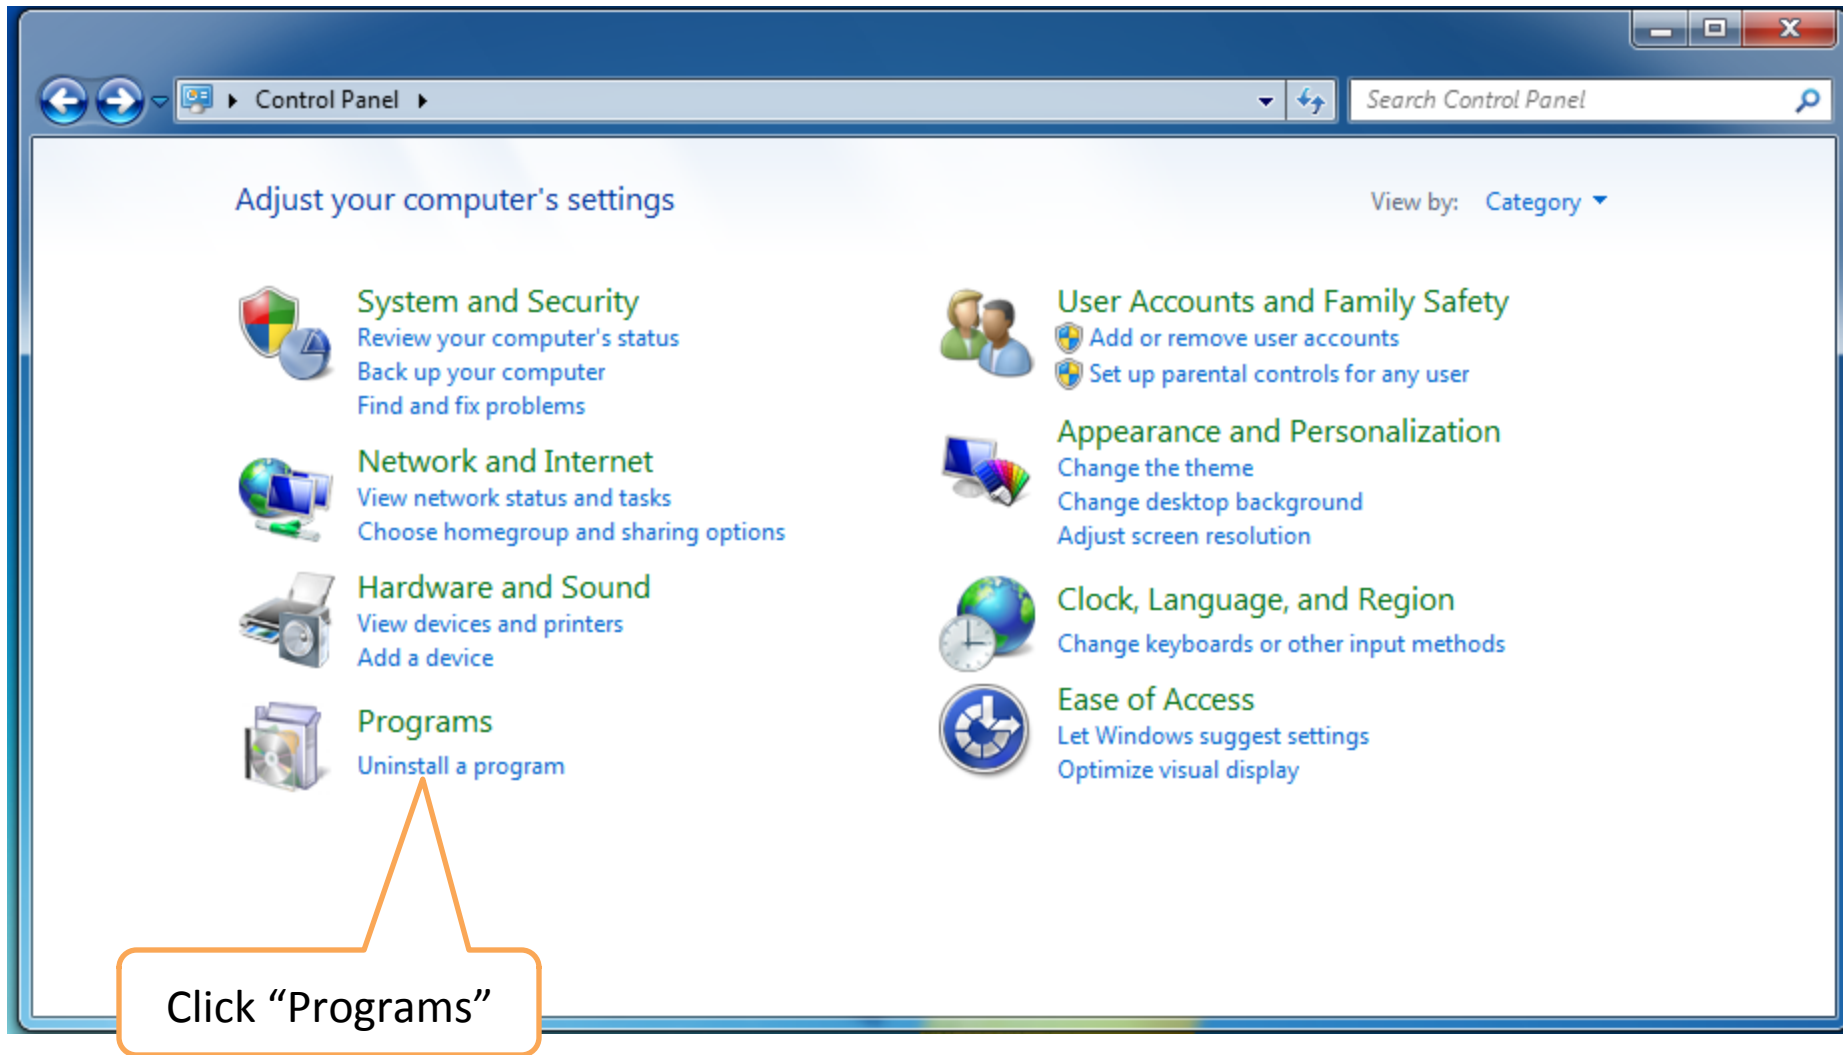 Control Panel
Search Control Panel
Adjust your computer's settings
View by: Category
System and Security
Review your computer's status
Back up your computer
Find and fix problems
Network and Internet
View network status and tasks
Choose homegroup and sharing options
Hardware and Sound
View devices and printers
Add a device
Programs
Uninstall a program
User Accounts and Family Safety
Add or remove user accounts
Set up parental controls for any user
Appearance and Personalization
Change the theme
Change desktop background
Adjust screen resolution
Clock, Language, and Region
Change keyboards or other input methods
Ease of Access
Let Windows suggest settings
Optimize visual display
Click “Programs”